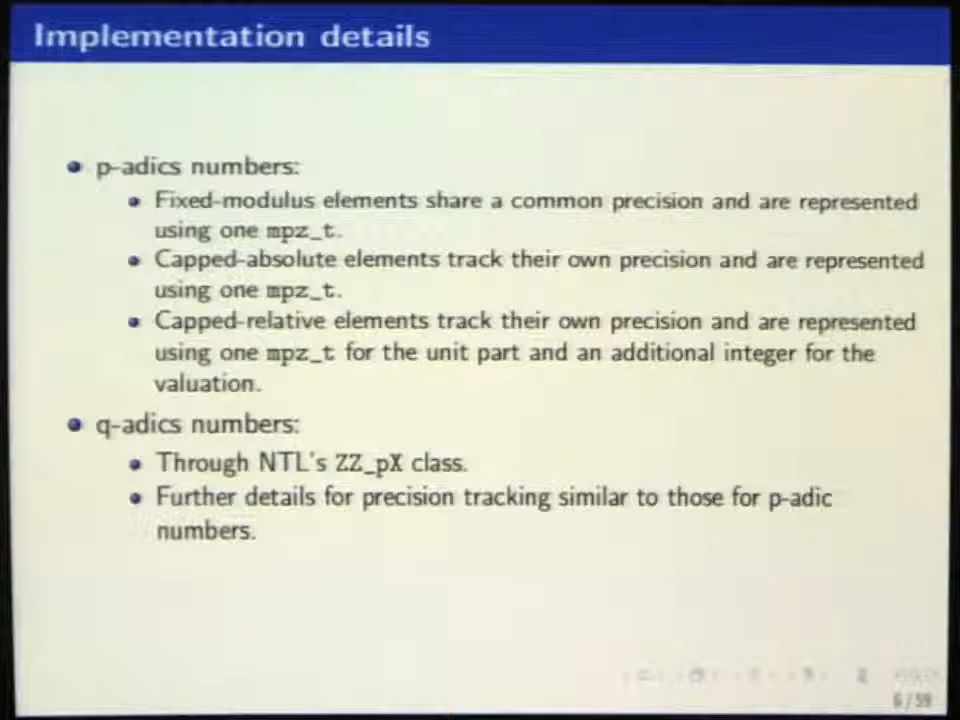 Implementation details
p-adics numbers:
Fixed-modulus elements share a common precision and are represented
using one mpz_t.
Capped-absolute elements track their own precision and are represented
using one mpz_t.
Capped-relative elements track their own precision and are represented
using one mpz_t for the unit part and an additional integer for the
valuation.
q-adics numbers:
Through NTL's ZZ_pX class.
Further details for precision tracking similar to those for p-adic
numbers.
6/59